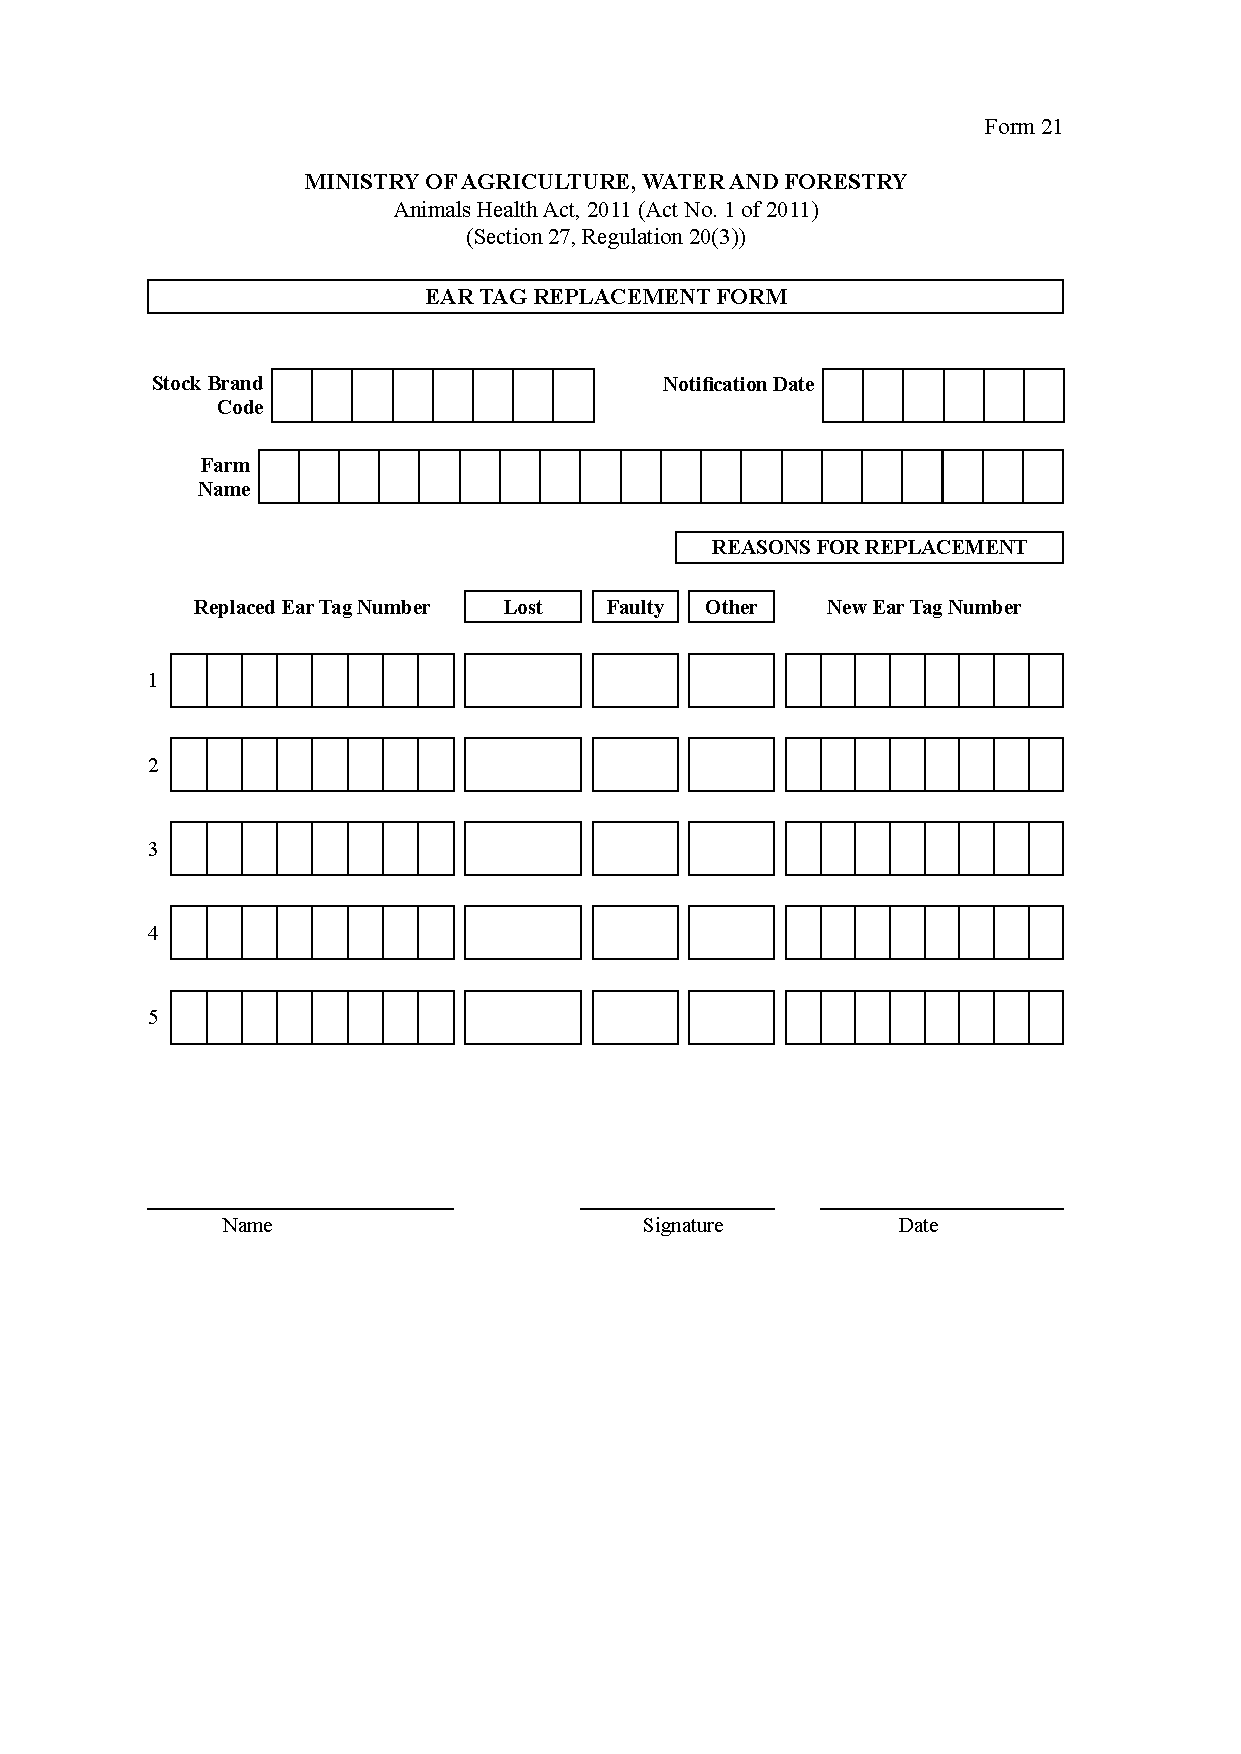 Form 21
MINISTRY OF AGRICULTURE, WATER AND FORESTRY
Animals Health Act, 2011 (Act No. 1 of 2011)
(Section 27, Regulation 20(3))
EAR TAG REPLACEMENT FORM
Stock Brand Code
Notification Date
Farm Name
REASONS FOR REPLACEMENT
Replaced Ear Tag Number Lost Faulty Other New Ear Tag Number
1
2
3
4
5
Name Signature Date